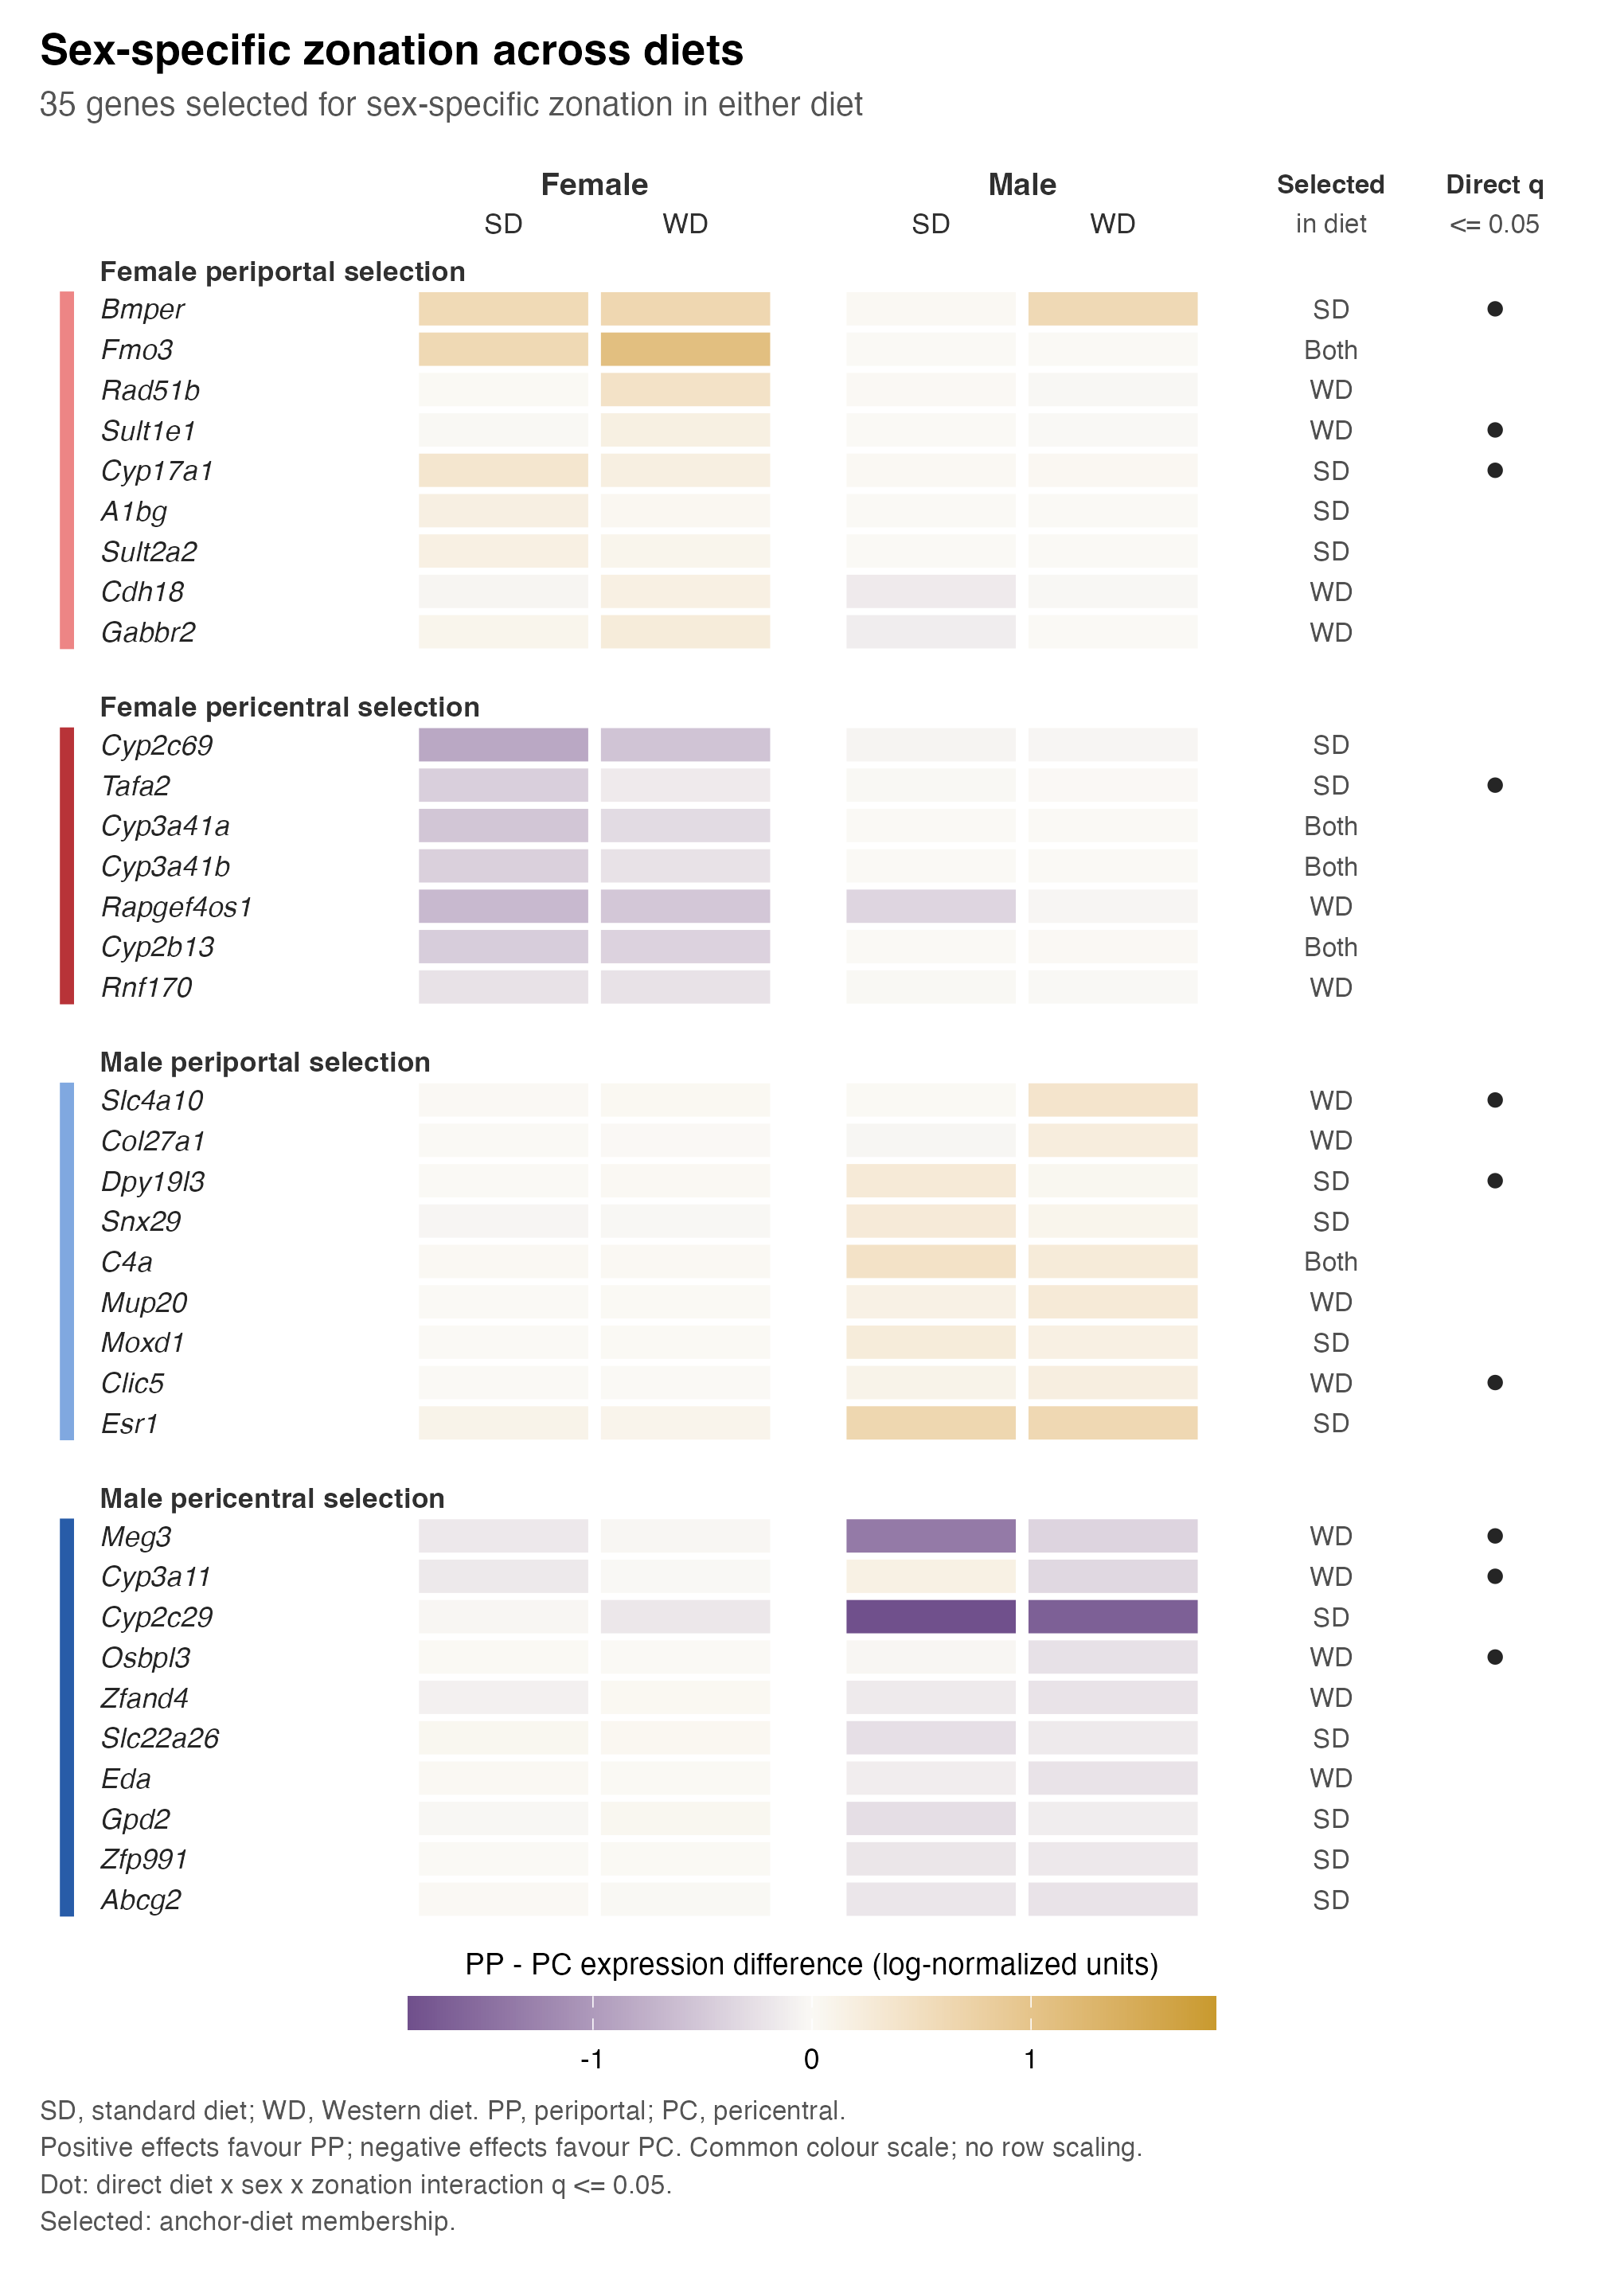 Sex-specific zonation across diets
35 genes selected for sex-specific zonation in either diet
Female Male Selected Direct q
SD WD SD WD in diet <= 0.05
Female periportal selection
Bmper SD ●
Fmo3 Both
Rad51b WD
Sult1e1 WD ●
Cyp17a1 SD ●
A1bg SD
Sult2a2 SD
Cdh18 WD
Gabbr2 WD
Female pericentral selection
Cyp2c69 SD
Tafa2 SD ●
Cyp3a41a Both
Cyp3a41b Both
Rapgef4os1 WD
Cyp2b13 Both
Rnf170 WD
Male periportal selection
Slc4a10 WD ●
Col27a1 WD
Dpy19l3 SD ●
Snx29 SD
C4a Both
Mup20 WD
Moxd1 SD
Clic5 WD ●
Esr1 SD
Male pericentral selection
Meg3 WD ●
Cyp3a11 WD ●
Cyp2c29 SD
Osbpl3 WD ●
Zfand4 WD
Slc22a26 SD
Eda WD
Gpd2 SD
Zfp991 SD
Abcg2 SD
PP - PC expression difference (log-normalized units)
-1 0 1
SD, standard diet; WD, Western diet. PP, periportal; PC, pericentral.
Positive effects favour PP; negative effects favour PC. Common colour scale; no row scaling.
Dot: direct diet x sex x zonation interaction q <= 0.05.
Selected: anchor-diet membership.